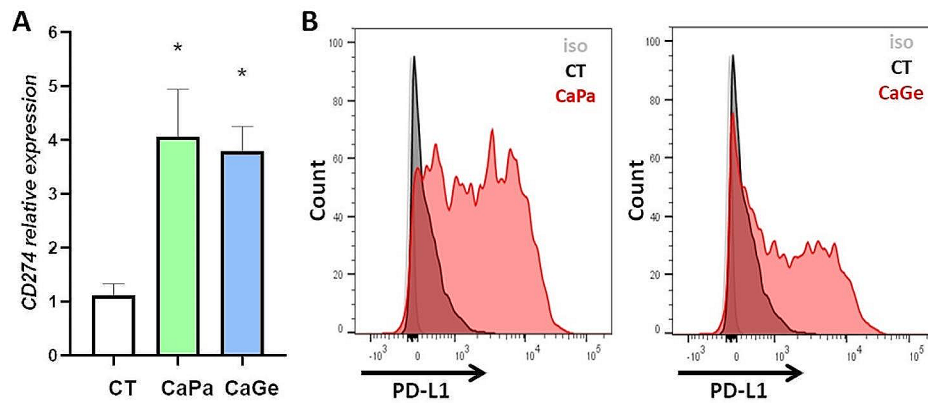 A
CD274 relative expression
6
5
4
3
2
1
0
*
*
CT
CaPa
CaGe
B
Count
100
80
60
40
20
0
iso
CT
CaPa
-10³
0
10³
10⁴
10⁵
PD-L1
Count
100
80
60
40
20
0
iso
CT
CaGe
-10³
0
10³
10⁴
10⁵
PD-L1